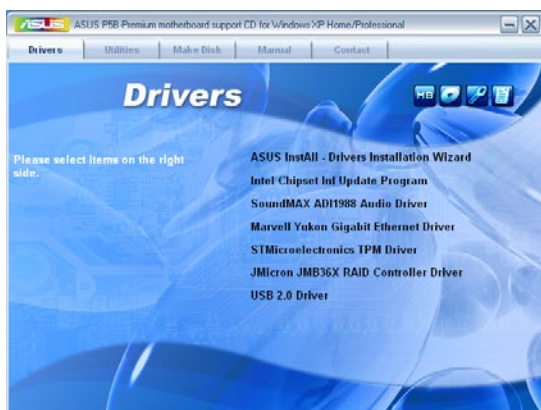 ASUS ASUS P5B-Premium motherboard support CD for Windows XP Home/Professional
Drivers Utilities Make Disk Manual Contact
Drivers
MB
Please select items on the right
side.
ASUS InstAll - Drivers Installation Wizard
Intel Chipset Inf Update Program
SoundMAX ADI1988 Audio Driver
Marvell Yukon Gigabit Ethernet Driver
STMicroelectronics TPM Driver
JMicron JMB36X RAID Controller Driver
USB 2.0 Driver